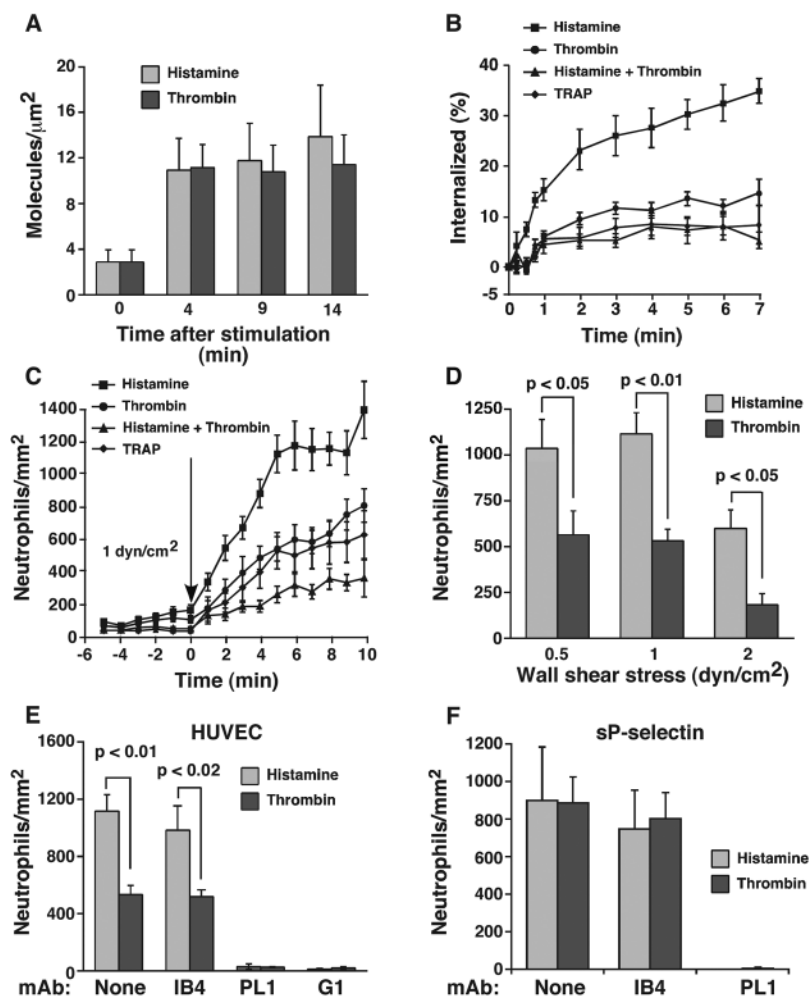 A
Histamine
Thrombin
Molecules/μm2
20
16
12
8
4
0
0 4 9 14
Time after stimulation
(min)
B
Histamine
Thrombin
Histamine + Thrombin
TRAP
Internalized (%)
40
30
20
10
0
-5
0 1 2 3 4 5 6 7
Time (min)
C
Histamine
Thrombin
Histamine + Thrombin
TRAP
Neutrophils/mm2
1400
1200
1000
800
600
400
200
0
1 dyn/cm2
-6 -4 -2 0 2 4 6 8 10
Time (min)
D
p < 0.05
p < 0.01
p < 0.05
Histamine
Thrombin
Neutrophils/mm2
1250
1000
750
500
250
0
0.5 1 2
Wall shear stress (dyn/cm2)
E
HUVEC
p < 0.01
p < 0.02
Histamine
Thrombin
Neutrophils/mm2
1600
1200
800
400
0
mAb: None IB4 PL1 G1
F
sP-selectin
Histamine
Thrombin
Neutrophils/mm2
1200
1000
800
600
400
200
0
mAb: None IB4 PL1